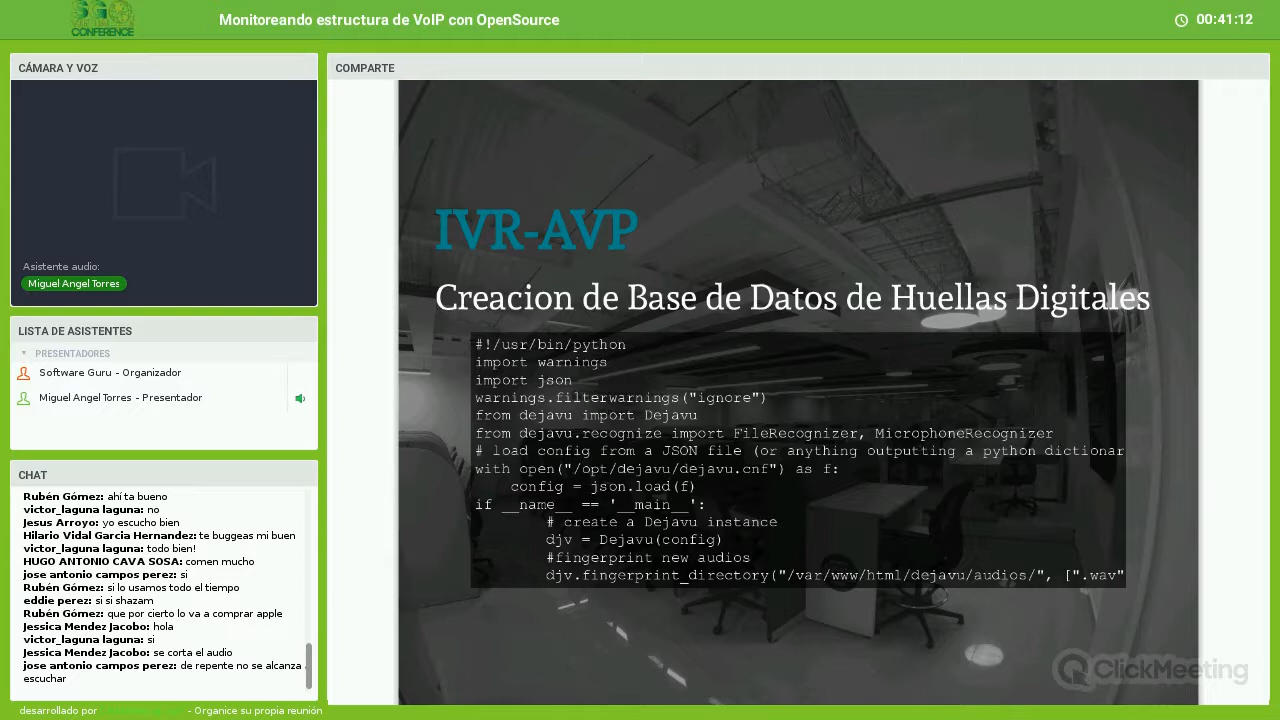 SG
VIRTUAL
CONFERENCE
Monitoreando estructura de VoIP con OpenSource
00:41:12
CÁMARA Y VOZ
Asistente audio:
Miguel Angel Torres
LISTA DE ASISTENTES
PRESENTADORES
Software Guru - Organizador
Miguel Angel Torres - Presentador
CHAT
Rubén Gómez: ahí ta bueno
victor_laguna laguna: no
Jesus Arroyo: yo escucho bien
Hilario Vidal Garcia Hernandez: te buggeas mi buen
victor_laguna laguna: todo bien!
HUGO ANTONIO CAVA SOSA: comen mucho
jose antonio campos perez: si
Rubén Gómez: si lo usamos todo el tiempo
eddie perez: si si shazam
Rubén Gómez: que por cierto lo va a comprar apple
Jessica Mendez Jacobo: hola
victor_laguna laguna: si
Jessica Mendez Jacobo: se corta el audio
jose antonio campos perez: de repente no se alcanza
escuchar
desarrollado por
- Organice su propia reunión
COMPARTE
IVR-AVP
Creacion de Base de Datos de Huellas Digitales
#!/usr/bin/python
import warnings
import json
warnings.filterwarnings("ignore")
from dejavu import Dejavu
from dejavu.recognize import FileRecognizer, MicrophoneRecognizer
# load config from a JSON file (or anything outputting a python dictionar
with open("/opt/dejavu/dejavu.cnf") as f:
    config = json.load(f)
if __name__ == '__main__':
        # create a Dejavu instance
        djv = Dejavu(config)
        #fingerprint new audios
        djv.fingerprint_directory("/var/www/html/dejavu/audios/", [".wav"
ClickMeeting